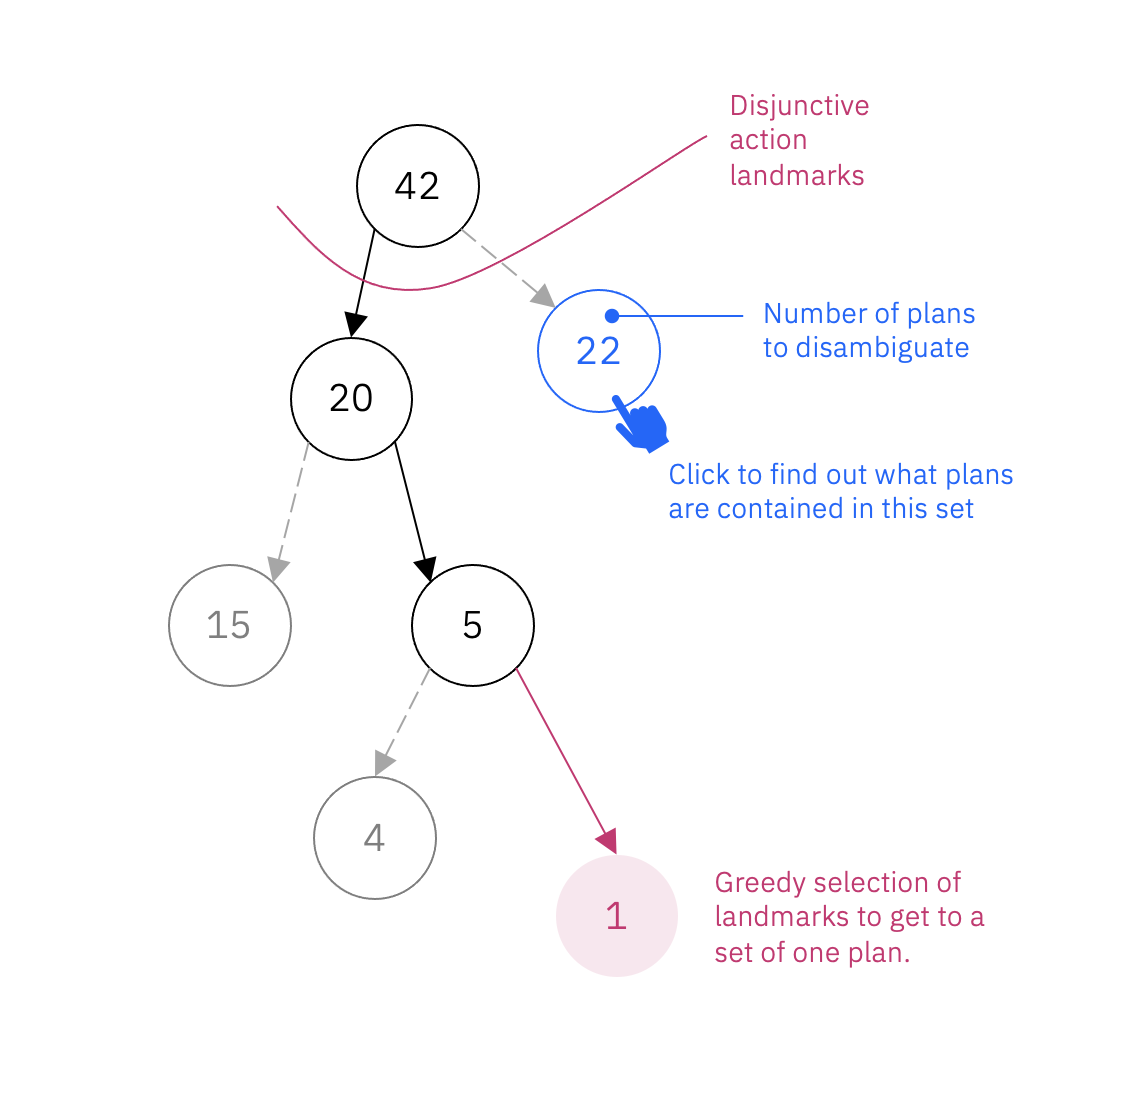 Disjunctive
action
landmarks
42
Number of plans
to disambiguate
22
20
Click to find out what plans
are contained in this set
15
5
4
Greedy selection of
landmarks to get to a
set of one plan.
1